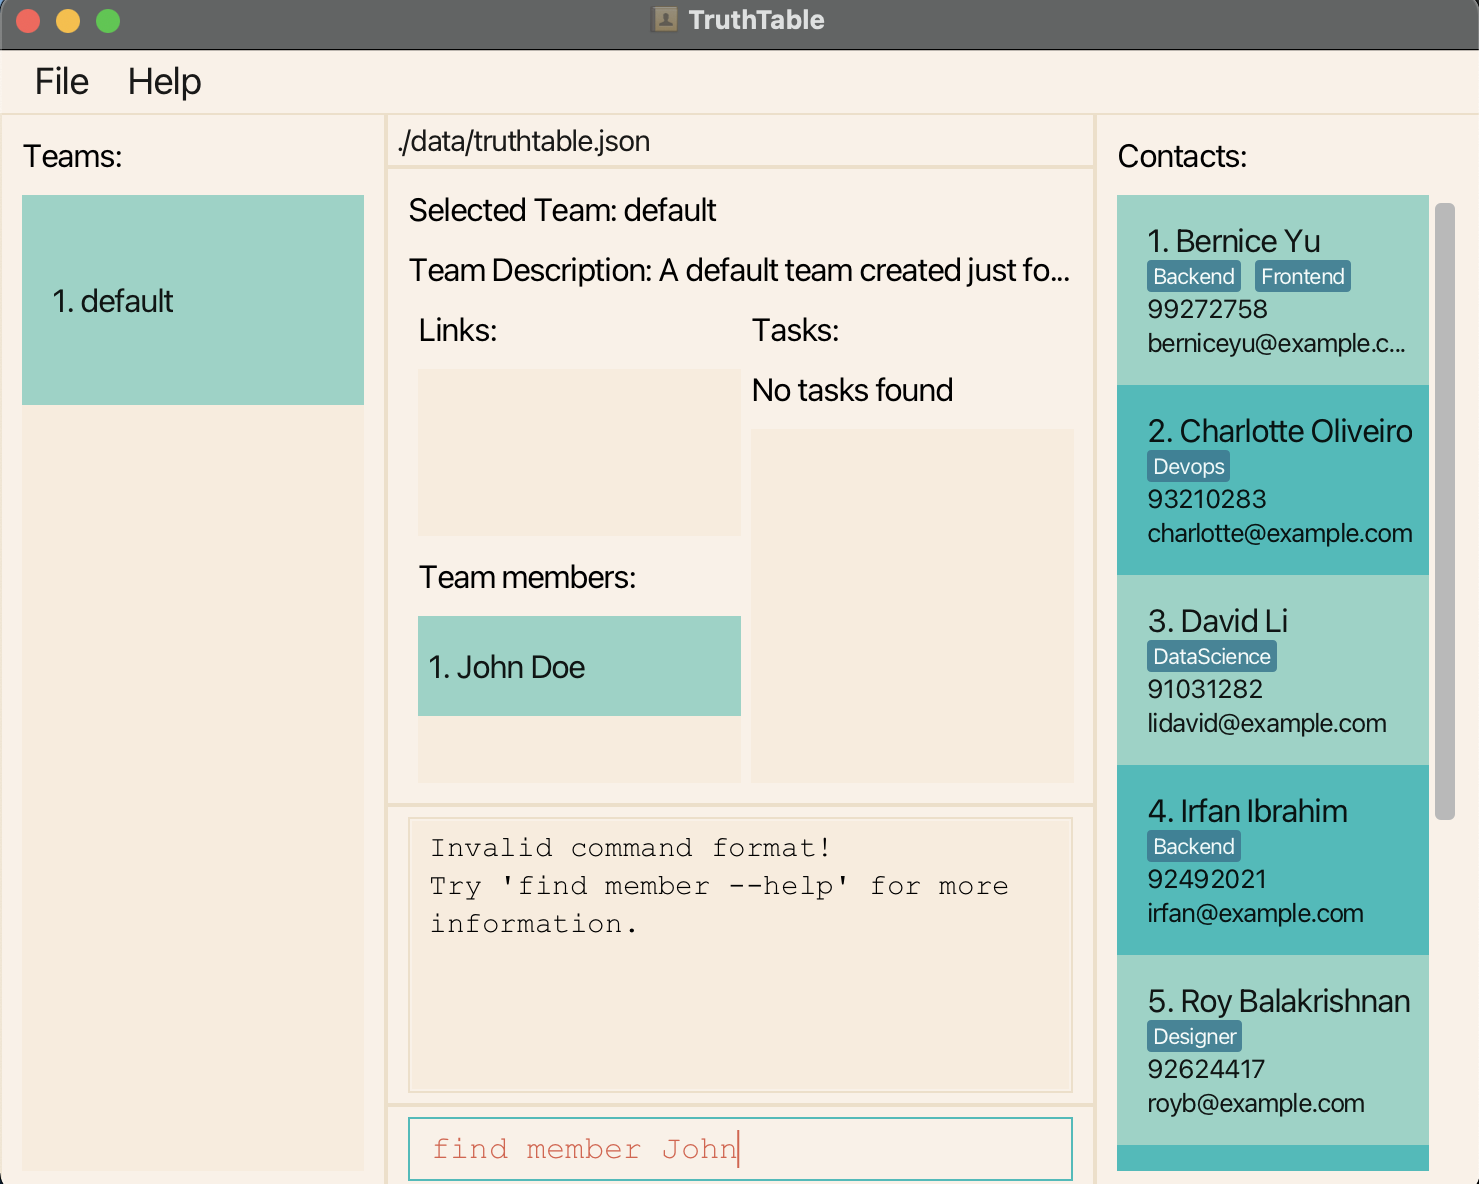 TruthTable
File Help
Teams:
1. default
./data/truthtable.json
Selected Team: default
Team Description: A default team created just fo...
Links:
Tasks:
No tasks found
Team members:
1. John Doe
Invalid command format!
Try 'find member --help' for more
information.
find member John
Contacts:
1. Bernice Yu
Backend Frontend
99272758
berniceyu@example.c...
2. Charlotte Oliveiro
Devops
93210283
charlotte@example.com
3. David Li
DataScience
91031282
lidavid@example.com
4. Irfan Ibrahim
Backend
92492021
irfan@example.com
5. Roy Balakrishnan
Designer
92624417
royb@example.com